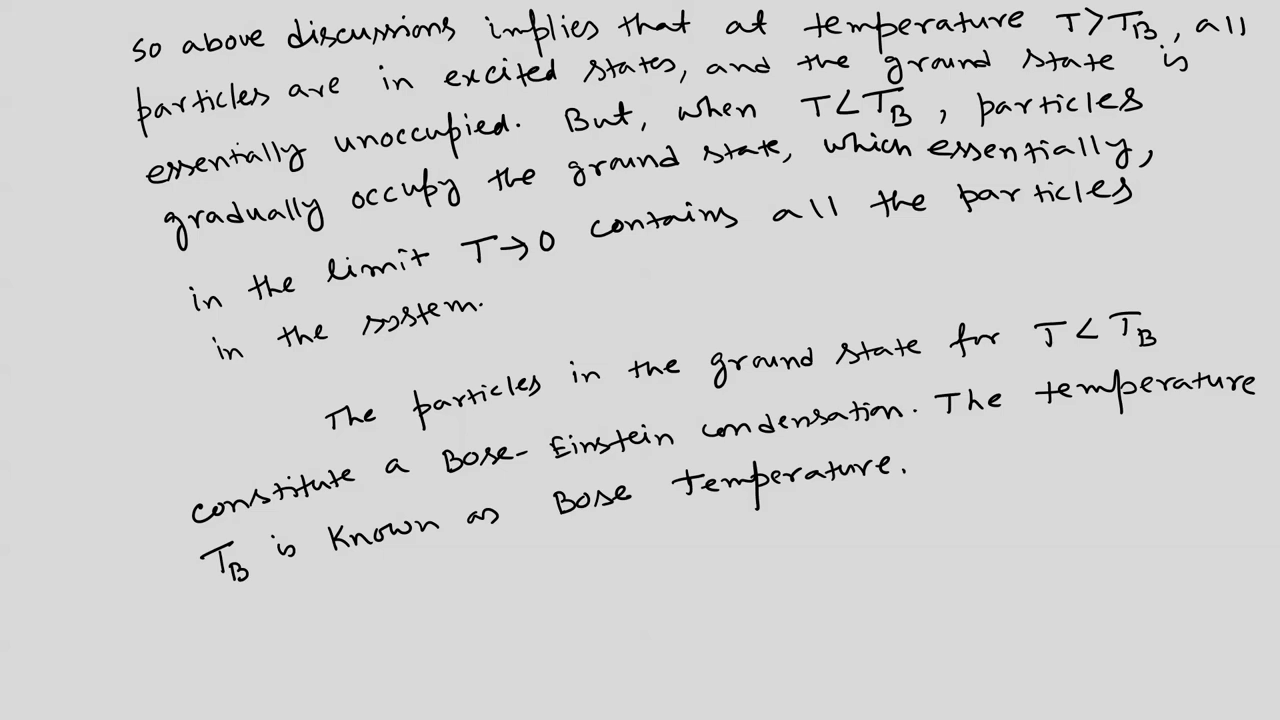 so above discussions implies that at temperature T>T_B, all
particles are in excited states, and the ground state is
essentially unoccupied. But, when T<T_B, particles
gradually occupy the ground state, which essentially,
in the limit T→0 contains all the particles
in the system.
The particles in the ground state for T<T_B
constitute a Bose-Einstein condensation. The temperature
T_B is known as Bose Temperature.